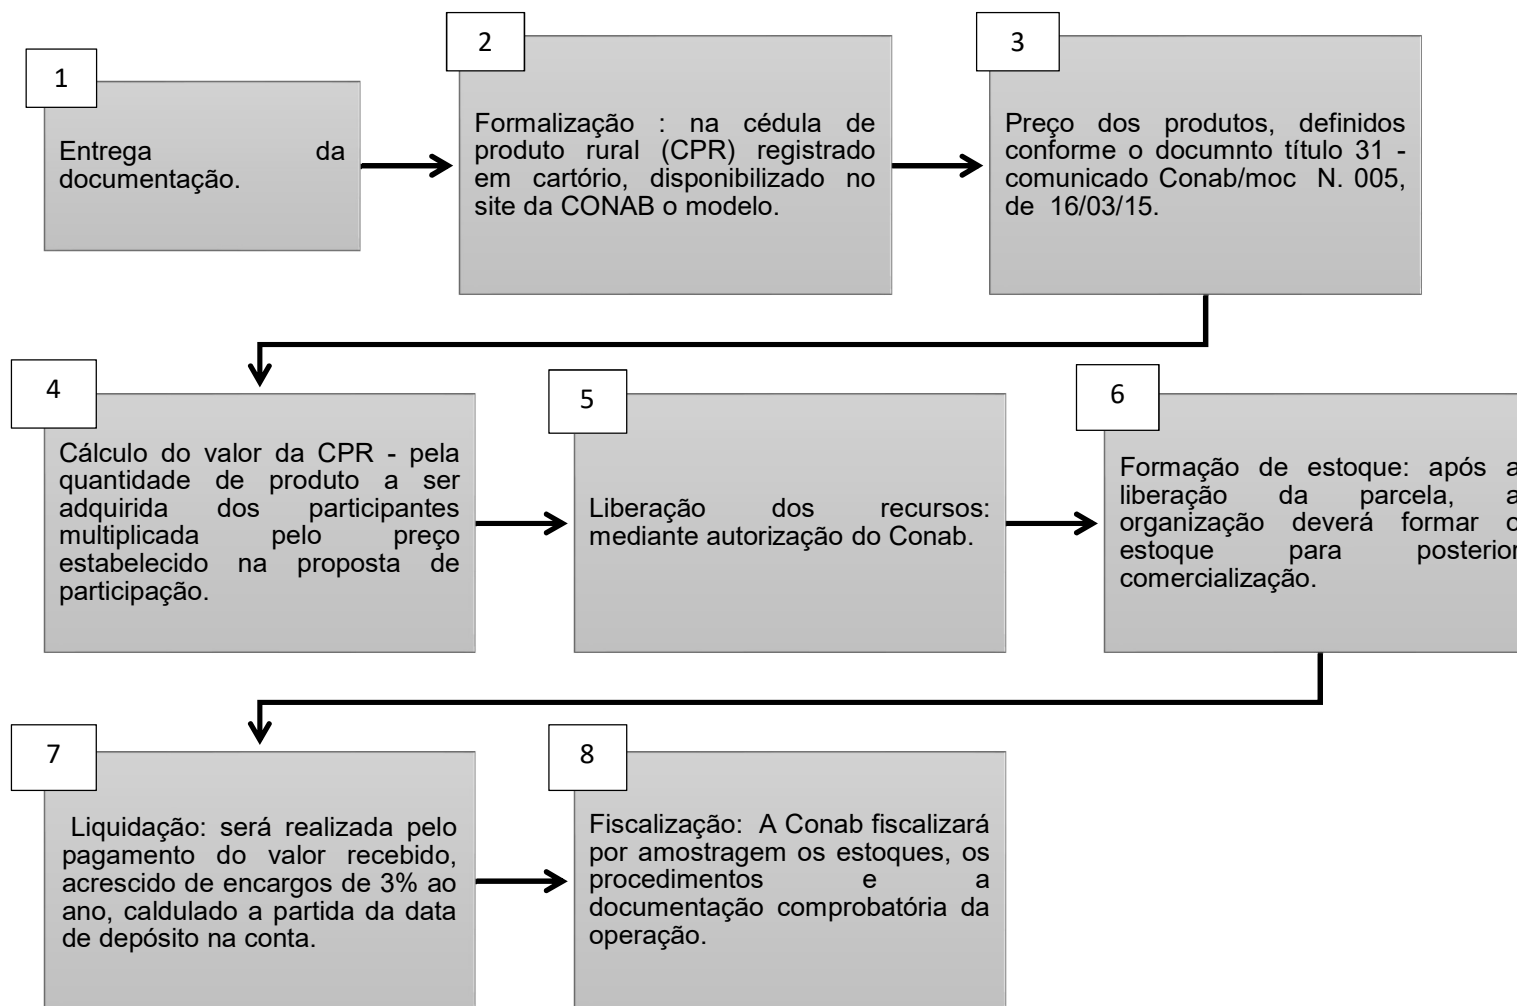 1
Entrega da
documentação.
2
Formalização : na cédula de
produto rural (CPR) registrado
em cartório, disponibilizado no
site da CONAB o modelo.
3
Preço dos produtos, definidos
conforme o documnto título 31 -
comunicado Conab/moc N. 005,
de 16/03/15.
4
Cálculo do valor da CPR - pela
quantidade de produto a ser
adquirida dos participantes
multiplicada pelo preço
estabelecido na proposta de
participação.
5
Liberação dos recursos:
mediante autorização do Conab.
6
Formação de estoque: após a
liberação da parcela, a
organização deverá formar o
estoque para posterior
comercialização.
7
Liquidação: será realizada pelo
pagamento do valor recebido,
acrescido de encargos de 3% ao
ano, caldulado a partida da data
de depósito na conta.
8
Fiscalização: A Conab fiscalizará
por amostragem os estoques, os
procedimentos e a
documentação comprobatória da
operação.